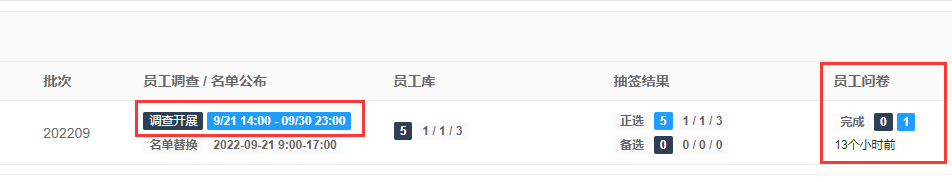 批次 员工调查 / 名单公布 员工库 抽签结果 员工问卷
调查开展 9/21 14:00 - 09/30 23:00 正选 5 1 / 1 / 3 完成 0 1
202209 5 1 / 1 / 3
名单替换 2022-09-21 9:00-17:00 备选 0 0 / 0 / 0 13个小时前